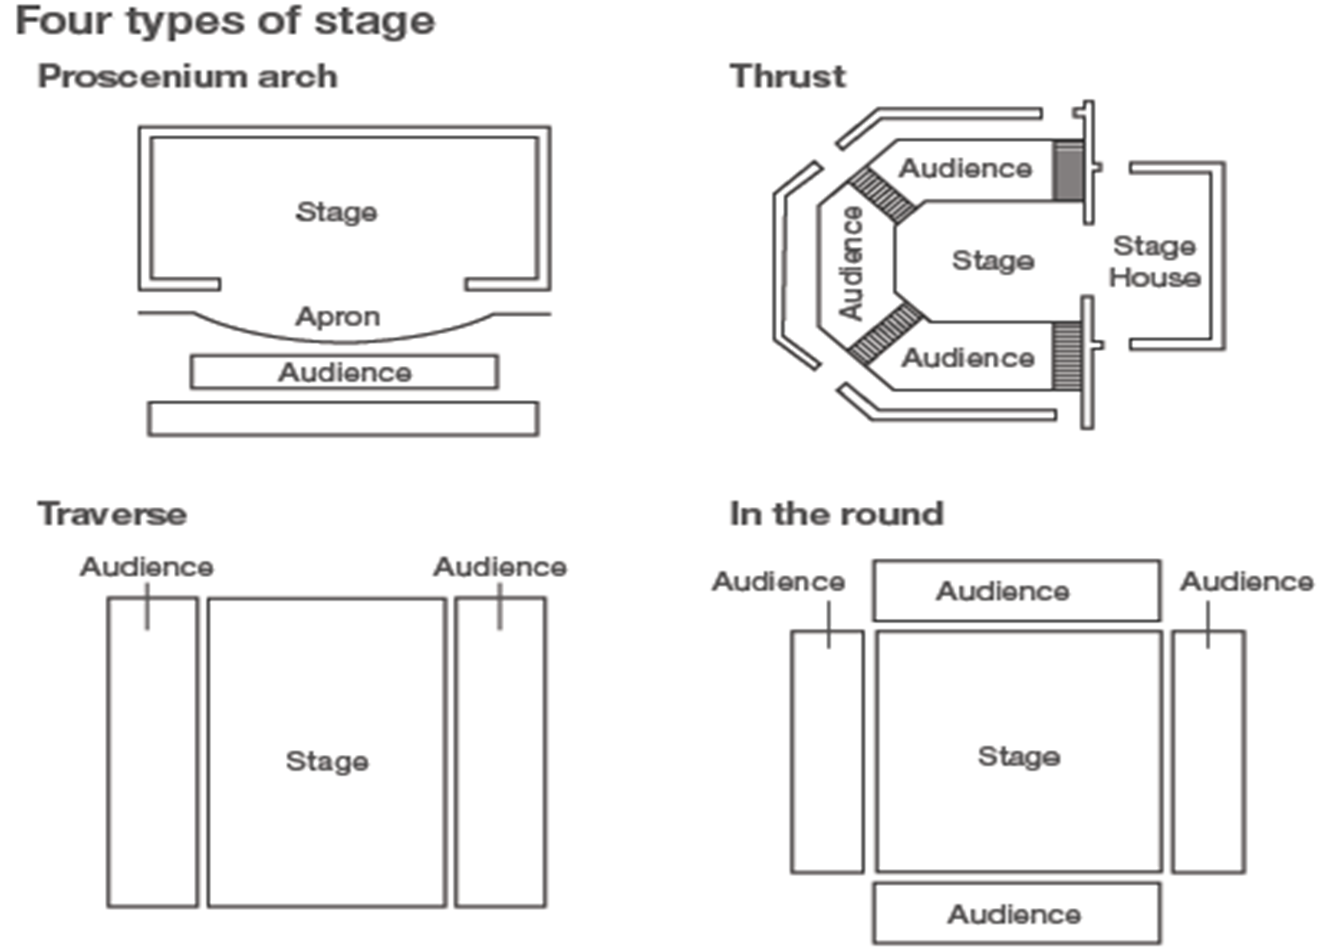 Four types of stage
Proscenium arch
Stage
Apron
Audience
Thrust
Audience
Audience
Stage
Stage
House
Audience
Traverse
Audience
Audience
Stage
In the round
Audience
Audience
Audience
Stage
Audience